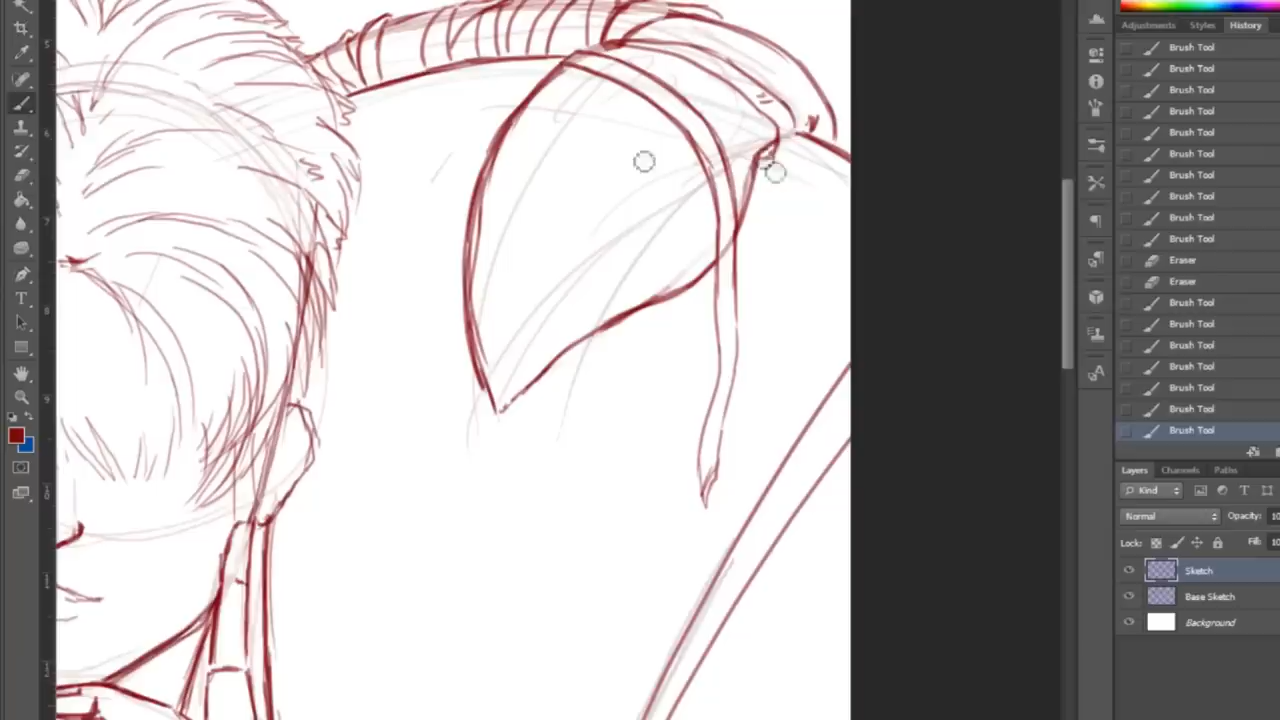 Adjustments Styles History
Brush Tool
Brush Tool
Brush Tool
Brush Tool
Brush Tool
Brush Tool
Brush Tool
Brush Tool
Brush Tool
Brush Tool
Eraser
Eraser
Brush Tool
Brush Tool
Brush Tool
Brush Tool
Brush Tool
Brush Tool
Brush Tool
Layers Channels Paths
Kind
Normal Opacity: 10
Lock: Fill: 10
Sketch
Base Sketch
Background